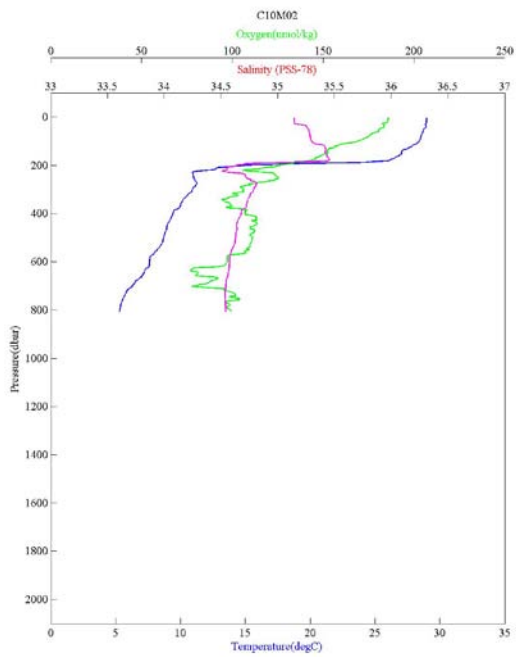 C10M02
Oxygen(umol/kg)
0 50 100 150 200 250
Salinity (PSS-78)
33 33.5 34 34.5 35 35.5 36 36.5 37
0
200
400
600
800
1000
1200
1400
1600
1800
2000
Pressure(dbar)
0 5 10 15 20 25 30 35
Temperature(degC)